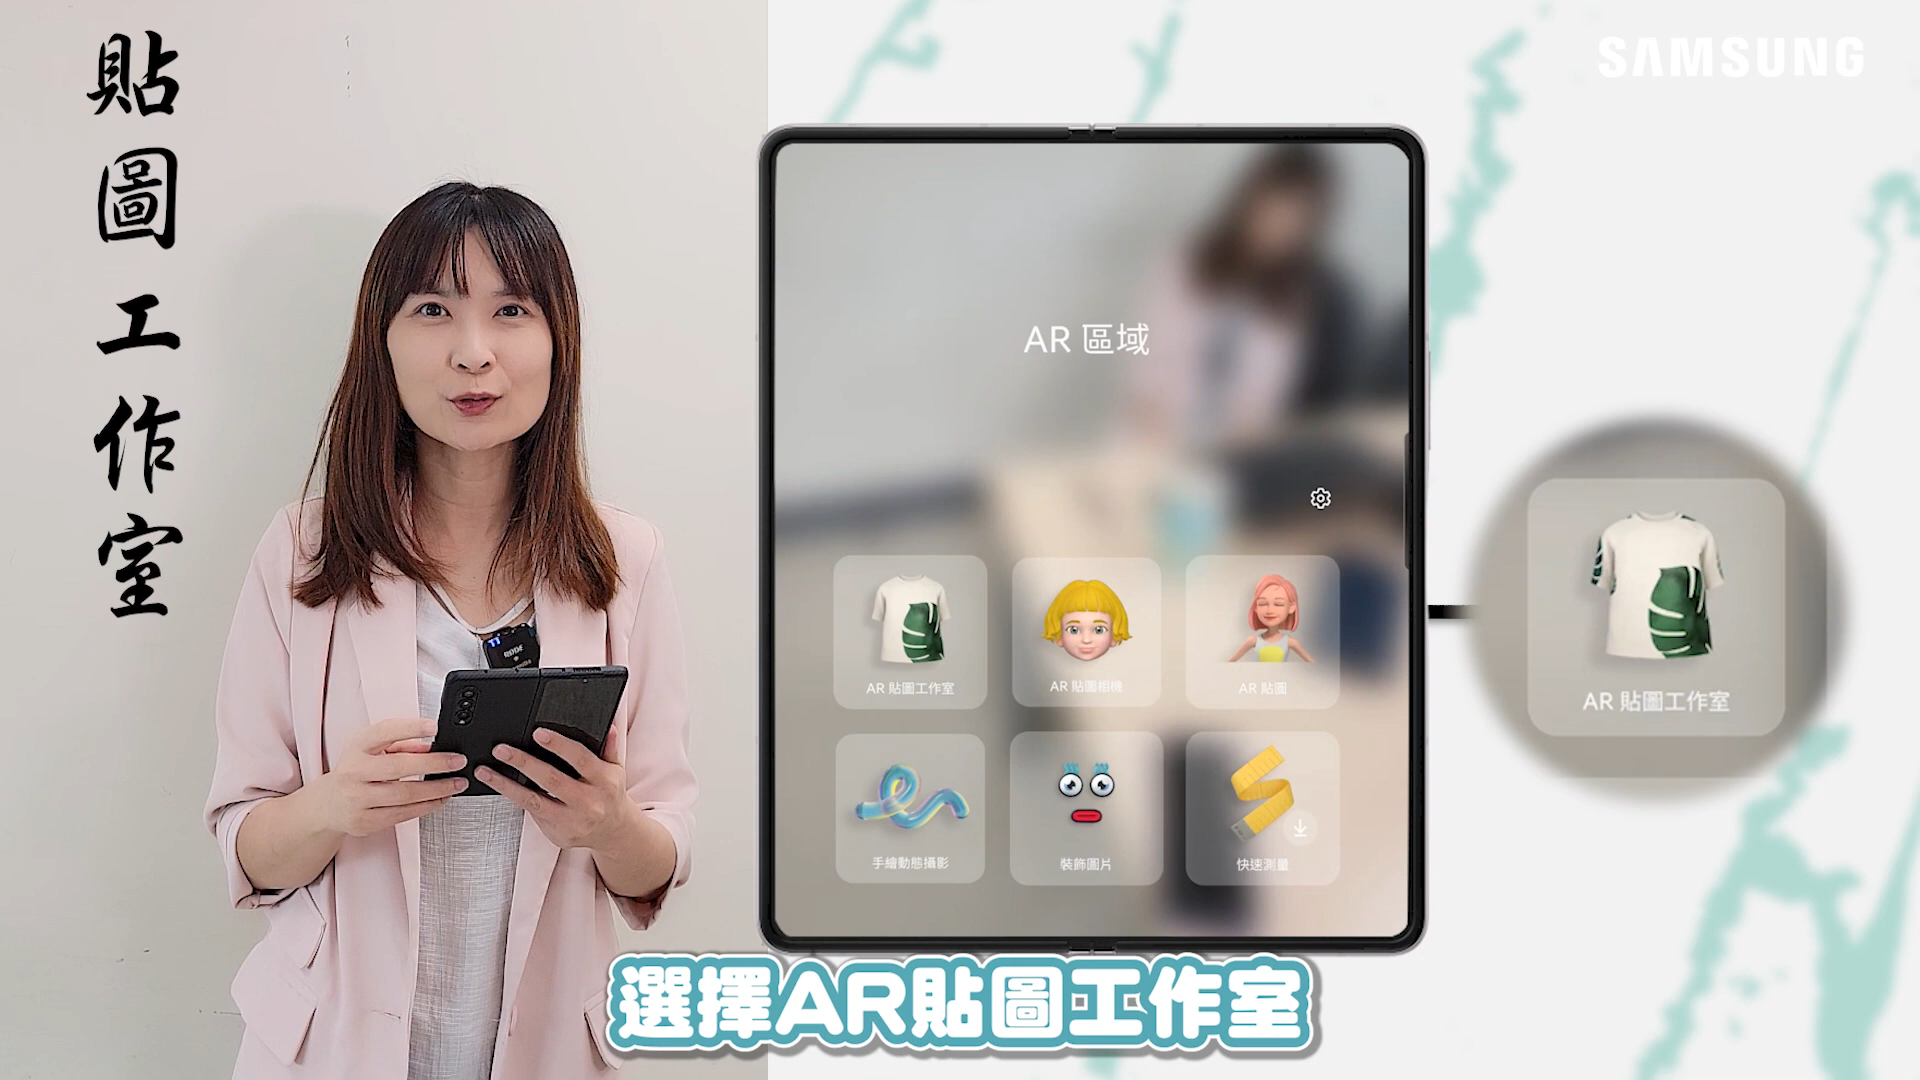 貼圖工作室
SAMSUNG
AR 區域
AR 貼圖工作室
AR 貼圖相機
AR 貼圖
手繪動態攝影
裝飾圖片
快速測量
AR 貼圖工作室
RODE
選擇AR貼圖工作室